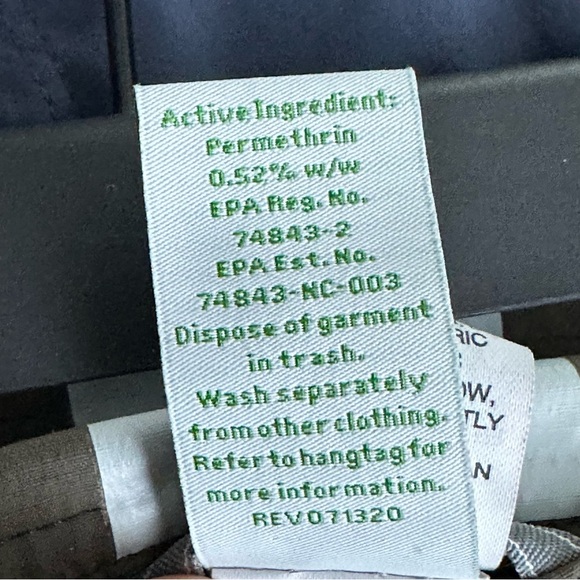 Active Ingredient:
Permethrin
0.52% w/w
EPA Reg. No.
74843-2
EPA Est. No.
74843-NC-003
Dispose of garment
in trash.
Wash separately
from other clothing.
Refer to hangtag for
more information.
REV071320